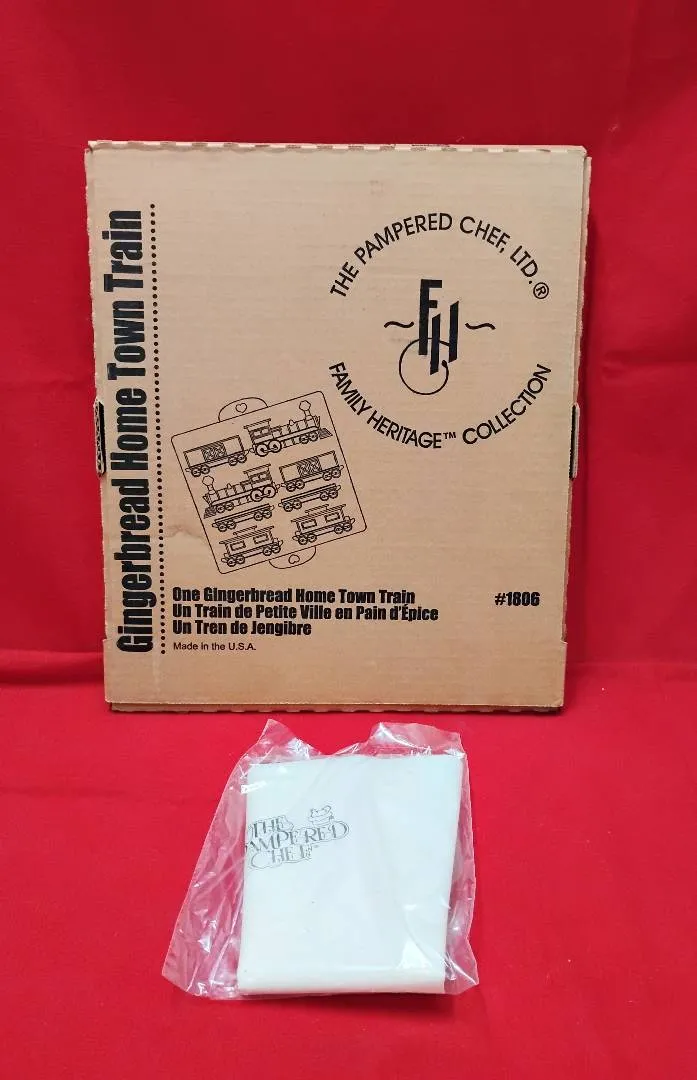 Gingerbread Home Town Train
THE PAMPERED CHEF, LTD.®
FH
FAMILY HERITAGE™ COLLECTION
One Gingerbread Home Town Train
Un Train de Petite Ville en Pain d'Épice
Un Tren de Jengibre
#1806
Made in the U.S.A.
THE
PAMPERED
CHEF™